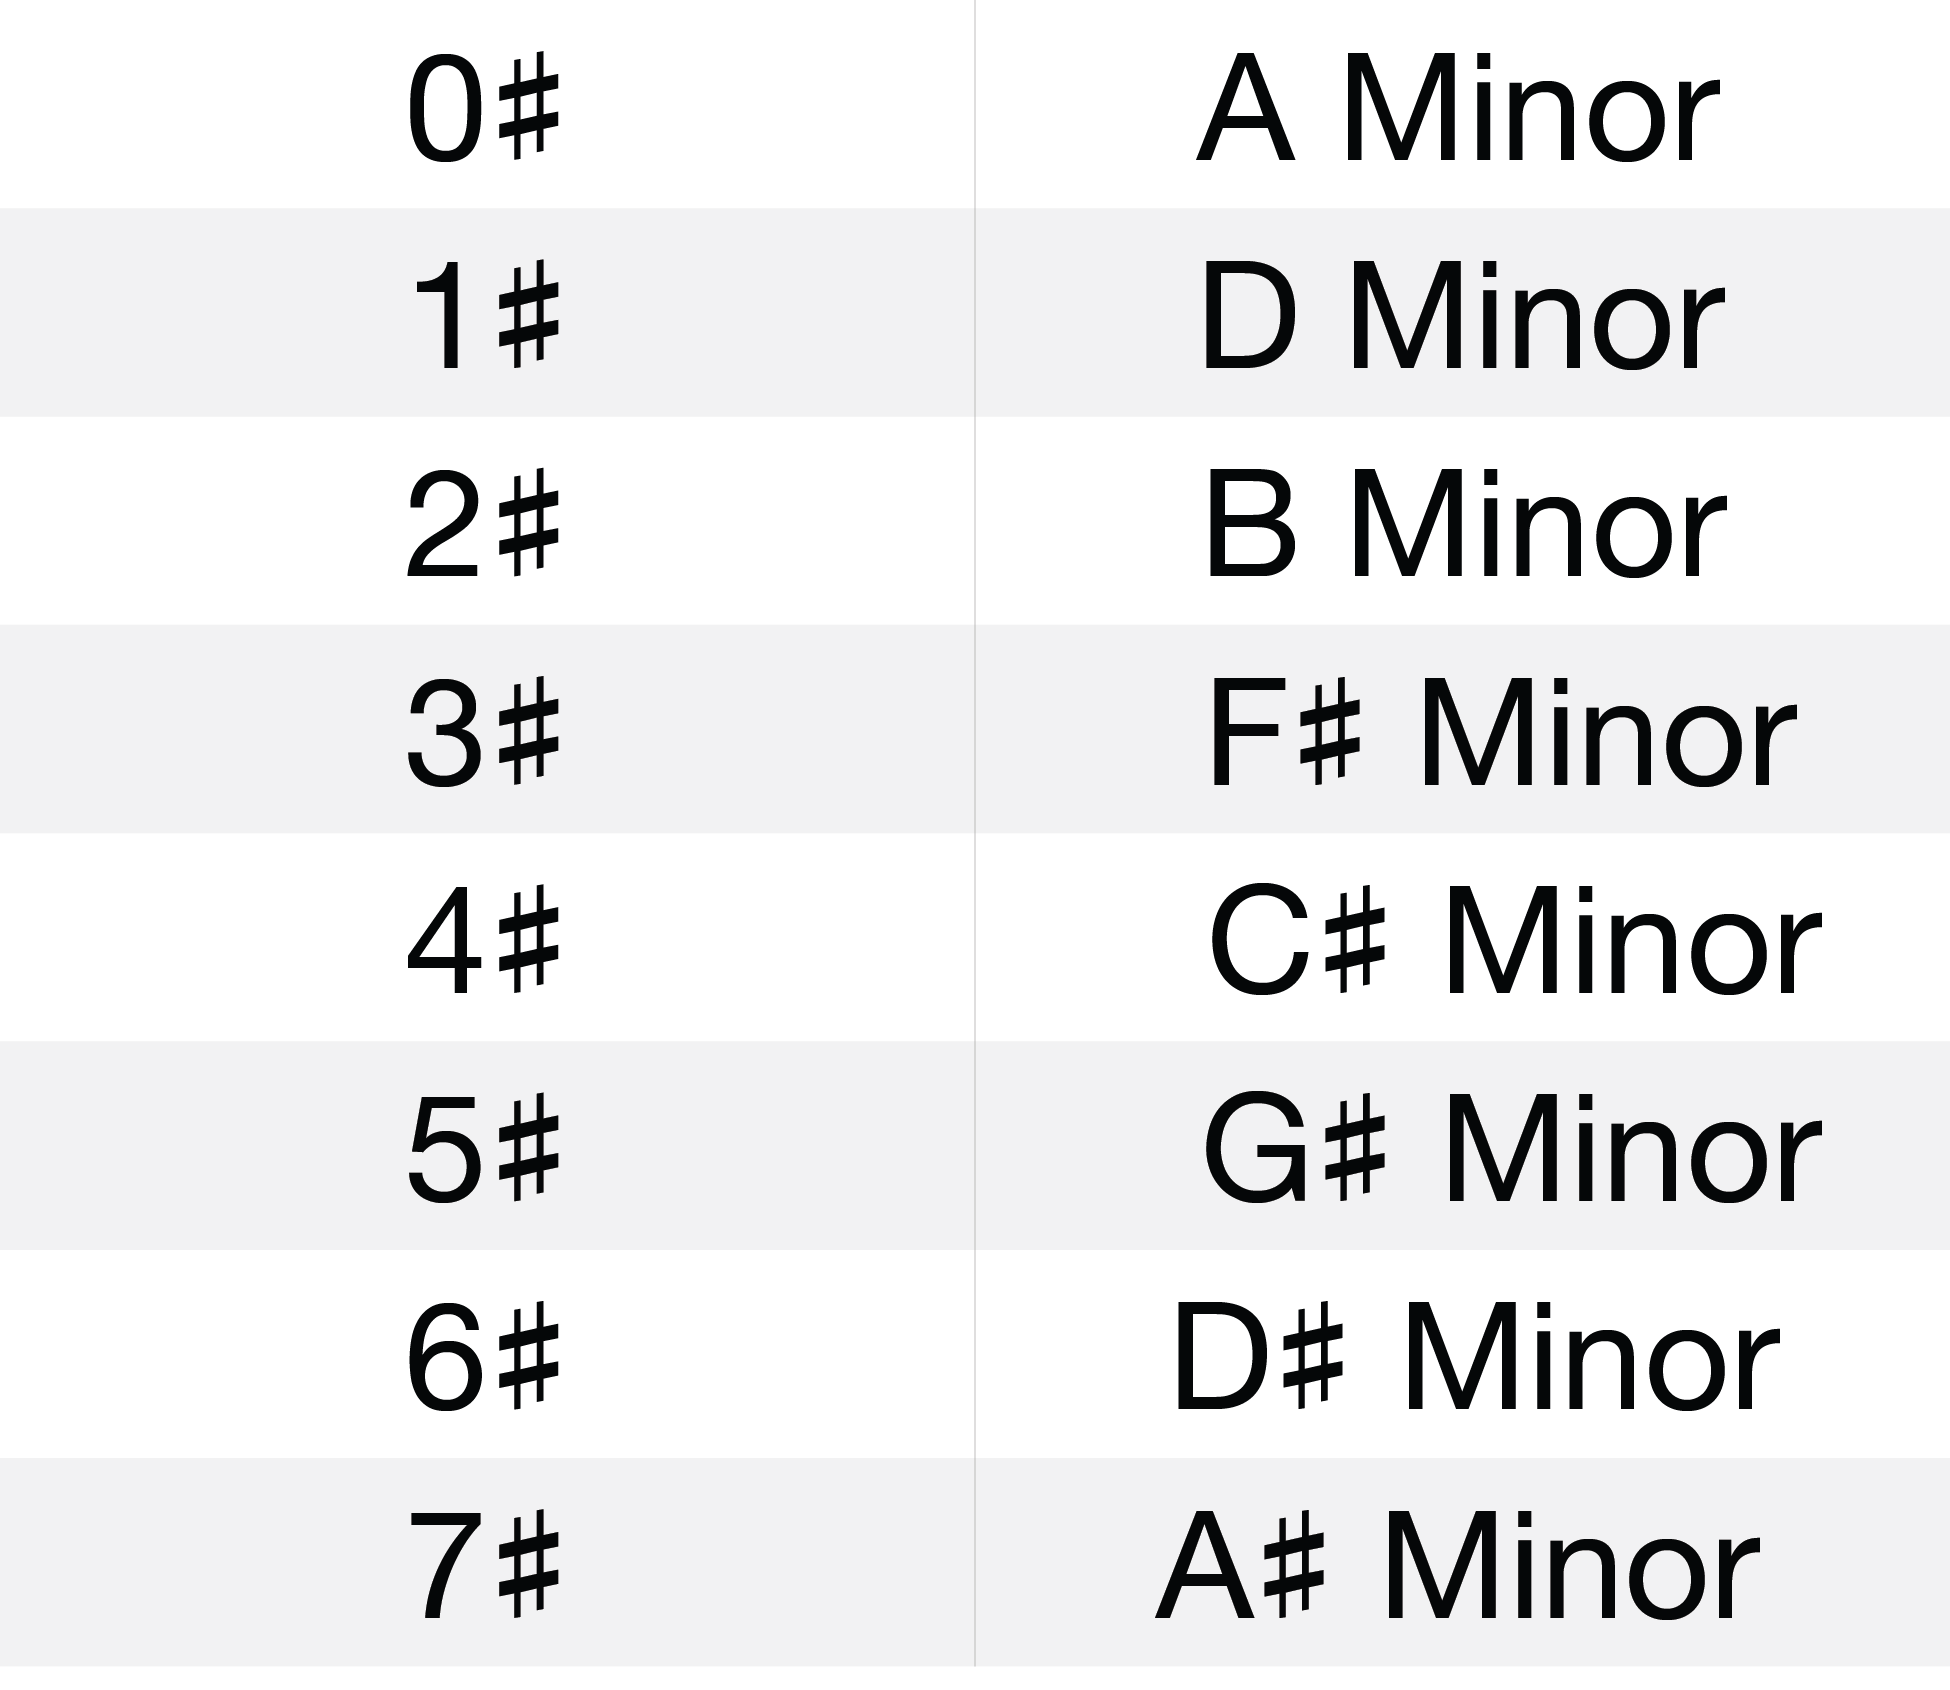 0♯ A Minor
1♯ D Minor
2♯ B Minor
3♯ F♯ Minor
4♯ C♯ Minor
5♯ G♯ Minor
6♯ D♯ Minor
7♯ A♯ Minor